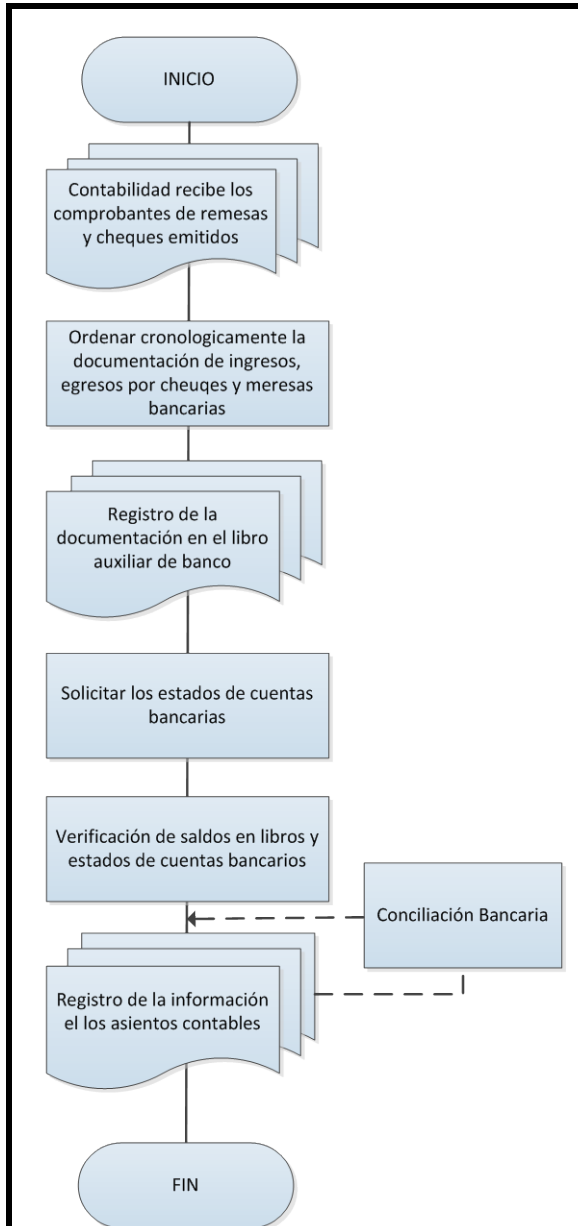 INICIO
Contabilidad recibe los
comprobantes de remesas
y cheques emitidos
Ordenar cronologicamente la
documentación de ingresos,
egresos por cheuqes y meresas
bancarias
Registro de la
documentación en el libro
auxiliar de banco
Solicitar los estados de cuentas
bancarias
Verificación de saldos en libros y
estados de cuentas bancarios
Conciliación Bancaria
Registro de la información
el los asientos contables
FIN